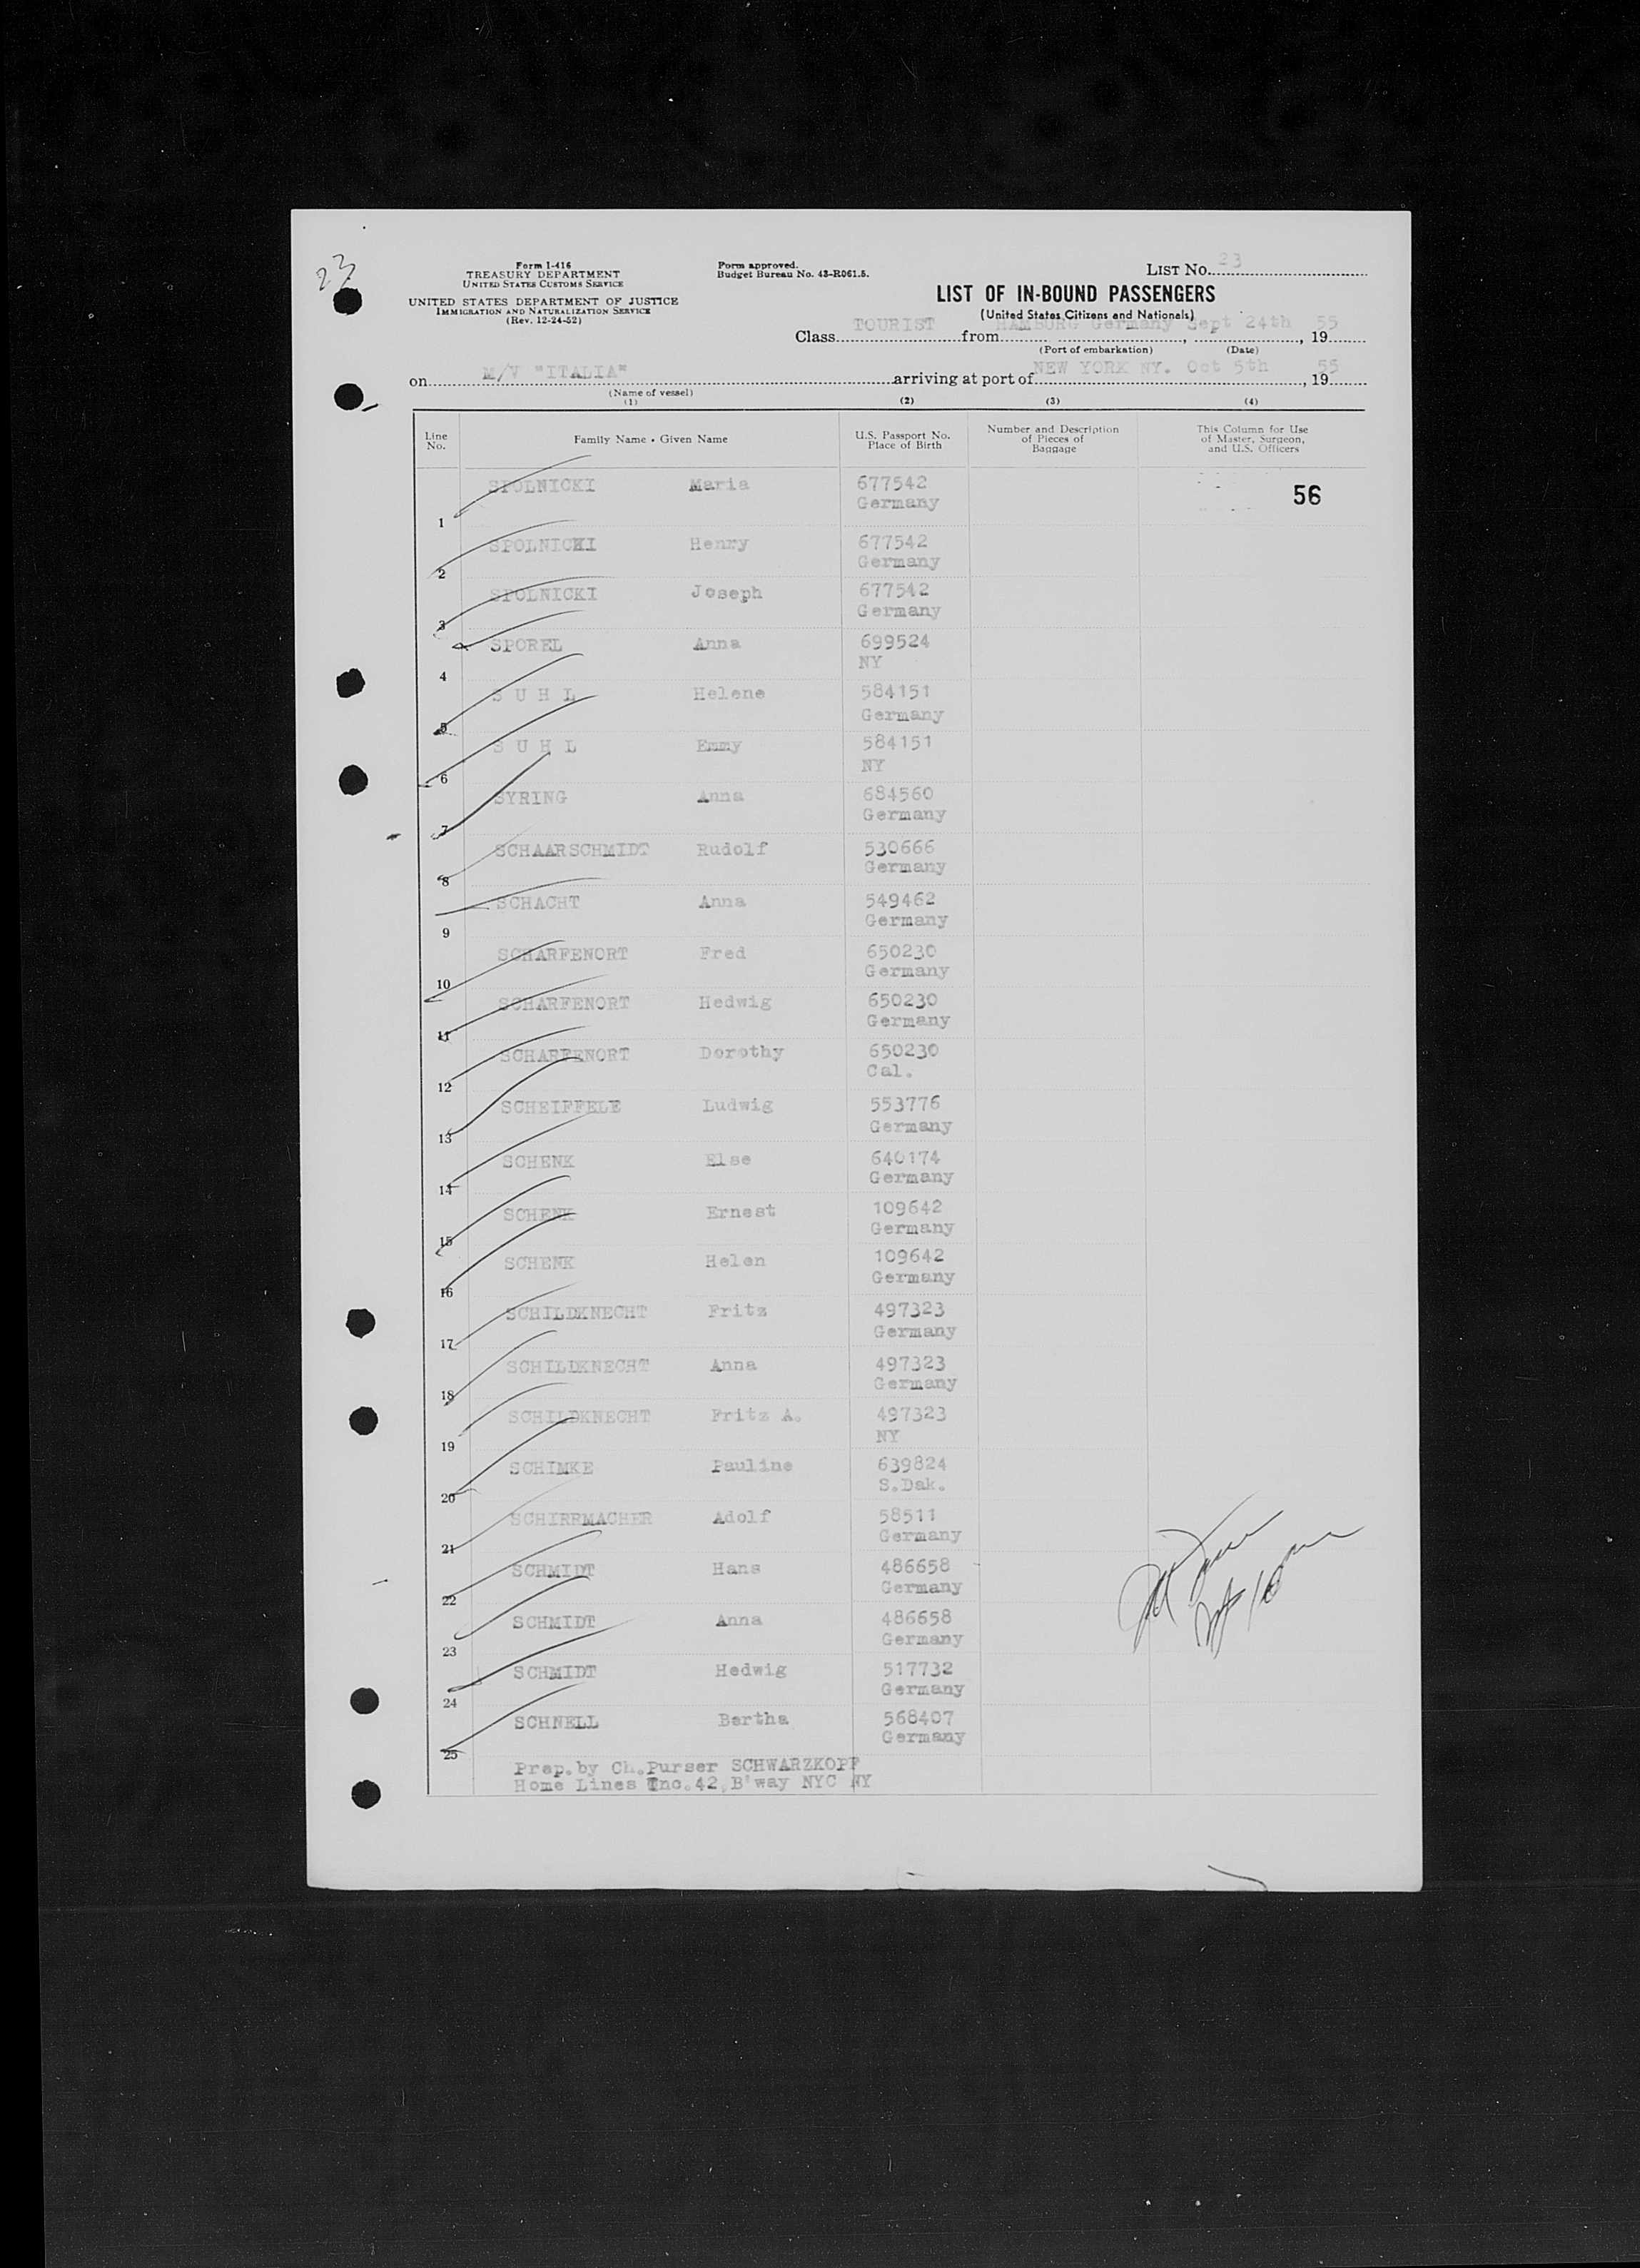 23
Form I-416
TREASURY DEPARTMENT
UNITED STATES CUSTOMS SERVICE
UNITED STATES DEPARTMENT OF JUSTICE
IMMIGRATION AND NATURALIZATION SERVICE
(Rev. 12-24-52)
Form approved.
Budget Bureau No. 43-R061.5.
LIST NO. 23
LIST OF IN-BOUND PASSENGERS
(United States Citizens and Nationals)
Class TOURIST from HAMBURG Germany, Sept 24th, 19 55
(Port of embarkation) (Date)
on M/V "ITALIA" arriving at port of NEW YORK NY. Oct 5th, 19 55
(Name of vessel)
(1) (2) (3) (4)
Line No. Family Name • Given Name U.S. Passport No. Place of Birth Number and Description of Pieces of Baggage This Column for Use of Master, Surgeon, and U.S. Officers
56
1 SPOLNICKI Maria 677542
Germany
2 SPOLNICKI Henry 677542
Germany
3 SPOLNICKI Joseph 677542
Germany
4 SPOREL Anna 699524
NY
5 S U H L Helene 584151
Germany
6 S U H L Emmy 584151
NY
7 SYRING Anna 684560
Germany
8 SCHAARSCHMIDT Rudolf 530666
Germany
9 SCHACHT Anna 549462
Germany
10 SCHARFENORT Fred 650230
Germany
11 SCHARFENORT Hedwig 650230
Germany
12 SCHARFENORT Dorothy 650230
Cal.
13 SCHEIFFELE Ludwig 553776
Germany
14 SCHENK Else 640174
Germany
15 SCHENK Ernest 109642
Germany
16 SCHENK Helen 109642
Germany
17 SCHILDKNECHT Fritz 497323
Germany
18 SCHILDKNECHT Anna 497323
Germany
19 SCHILDKNECHT Fritz A. 497323
NY
20 SCHIMKE Pauline 639824
S.Dak.
21 SCHIRRMACHER Adolf 58511
Germany
22 SCHMIDT Hans 486658
Germany
23 SCHMIDT Anna 486658
Germany
24 SCHMIDT Hedwig 517732
Germany
25 SCHNELL Bertha 568407
Germany
Prep.by Ch.Purser SCHWARZKOPF
Home Lines Inc.42,B'way NYC NY